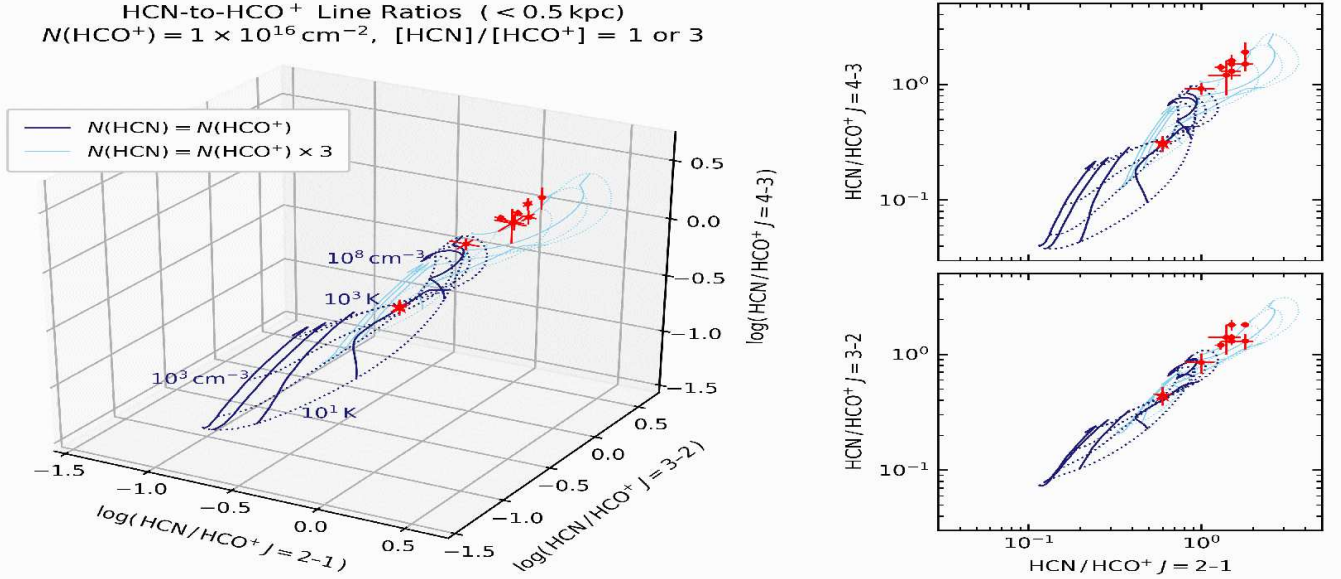 HCN-to-HCO⁺ Line Ratios (< 0.5 kpc)
N(HCO⁺) = 1 × 10¹⁶ cm⁻², [HCN]/[HCO⁺] = 1 or 3
N(HCN) = N(HCO⁺)
N(HCN) = N(HCO⁺) × 3
10⁸ cm⁻³
10³ K
10³ cm⁻³
10¹ K
−1.5
−1.0
−0.5
0.0
0.5
log(HCN/HCO⁺ J = 2–1)
−1.5
−1.0
−0.5
0.0
0.5
log(HCN/HCO⁺ J = 3–2)
0.5
0.0
−0.5
−1.0
−1.5
log(HCN/HCO⁺ J = 4–3)
HCN/HCO⁺ J = 4–3
10⁰
10⁻¹
HCN/HCO⁺ J = 3–2
10⁰
10⁻¹
10⁻¹
10⁰
HCN/HCO⁺ J = 2–1